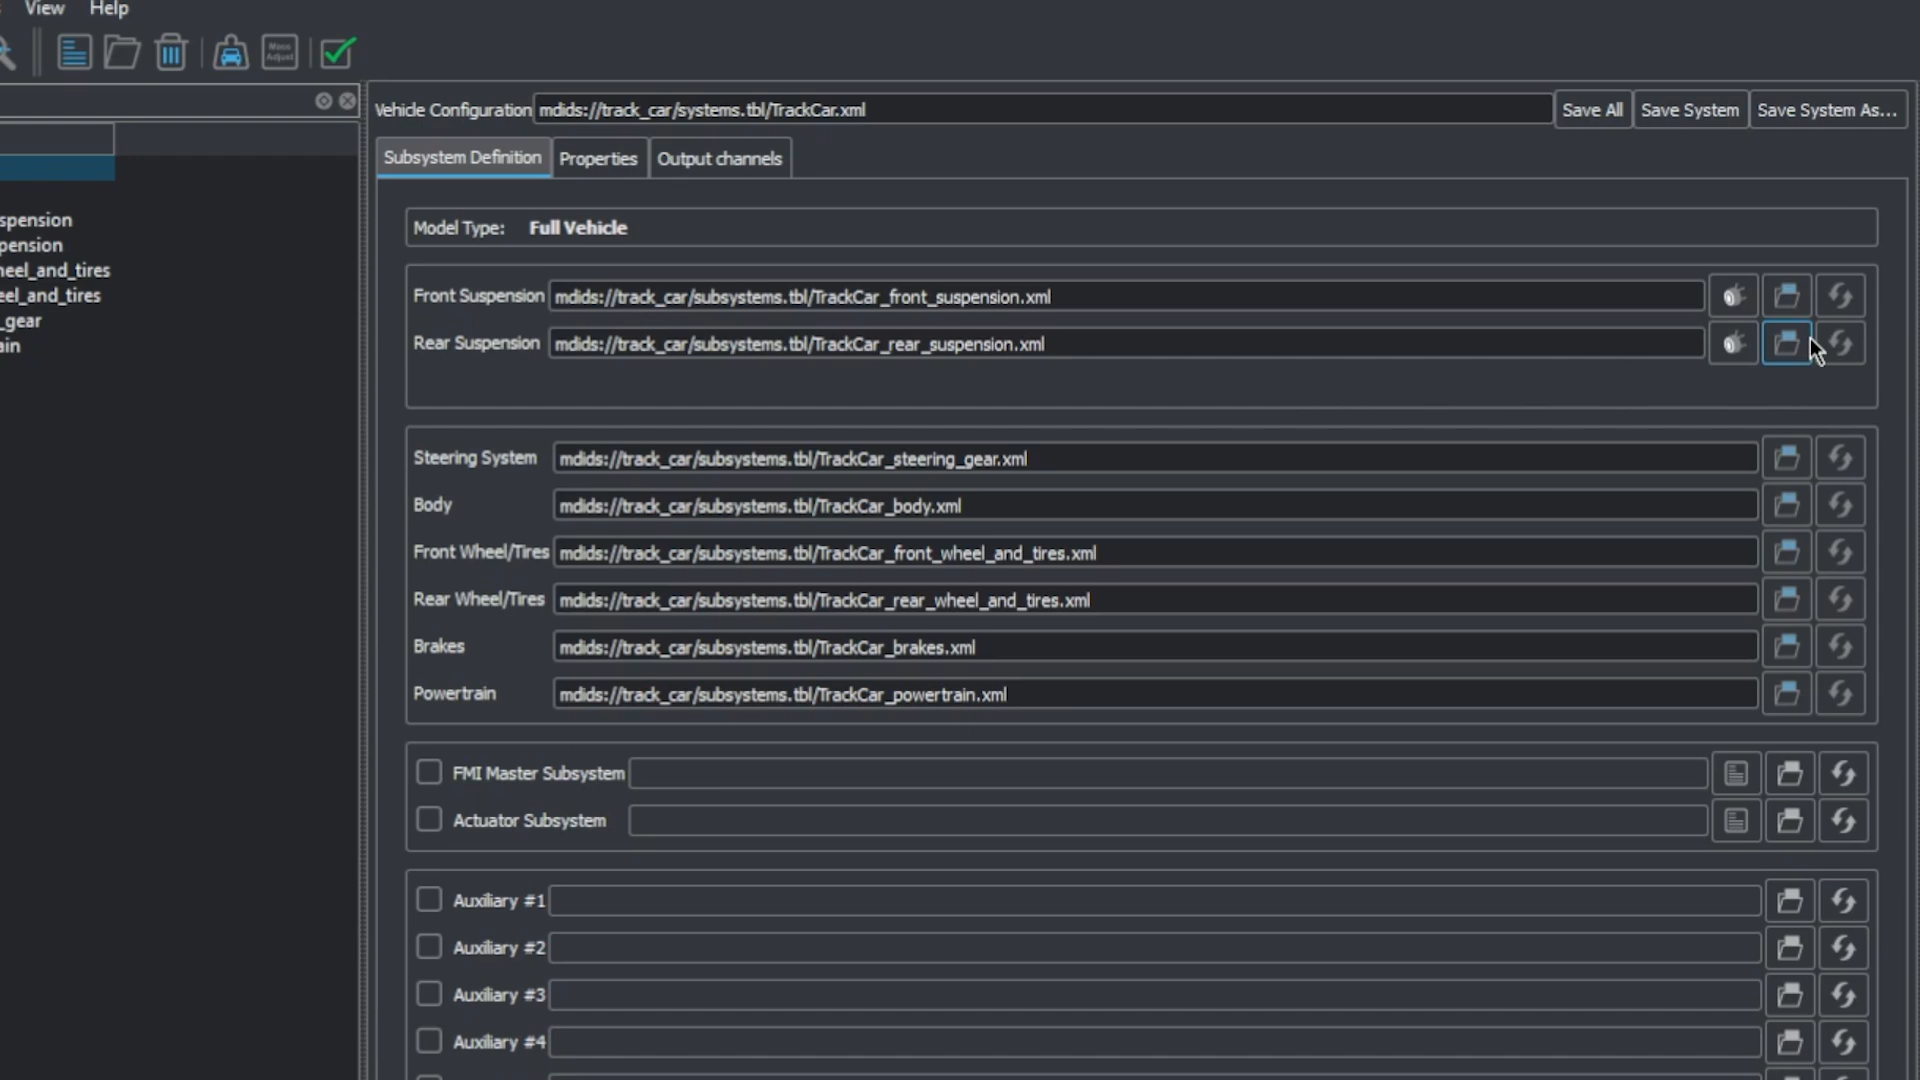 View Help
Mass Adjust
Vehicle Configuration mdids://track_car/systems.tbl/TrackCar.xml Save All Save System Save System As...
Subsystem Definition Properties Output channels
Model Type: Full Vehicle
spension
pension
neel_and_tires
eel_and_tires
_gear
ain
Front Suspension mdids://track_car/subsystems.tbl/TrackCar_front_suspension.xml
Rear Suspension mdids://track_car/subsystems.tbl/TrackCar_rear_suspension.xml
Steering System mdids://track_car/subsystems.tbl/TrackCar_steering_gear.xml
Body mdids://track_car/subsystems.tbl/TrackCar_body.xml
Front Wheel/Tires mdids://track_car/subsystems.tbl/TrackCar_front_wheel_and_tires.xml
Rear Wheel/Tires mdids://track_car/subsystems.tbl/TrackCar_rear_wheel_and_tires.xml
Brakes mdids://track_car/subsystems.tbl/TrackCar_brakes.xml
Powertrain mdids://track_car/subsystems.tbl/TrackCar_powertrain.xml
FMI Master Subsystem
Actuator Subsystem
Auxiliary #1
Auxiliary #2
Auxiliary #3
Auxiliary #4